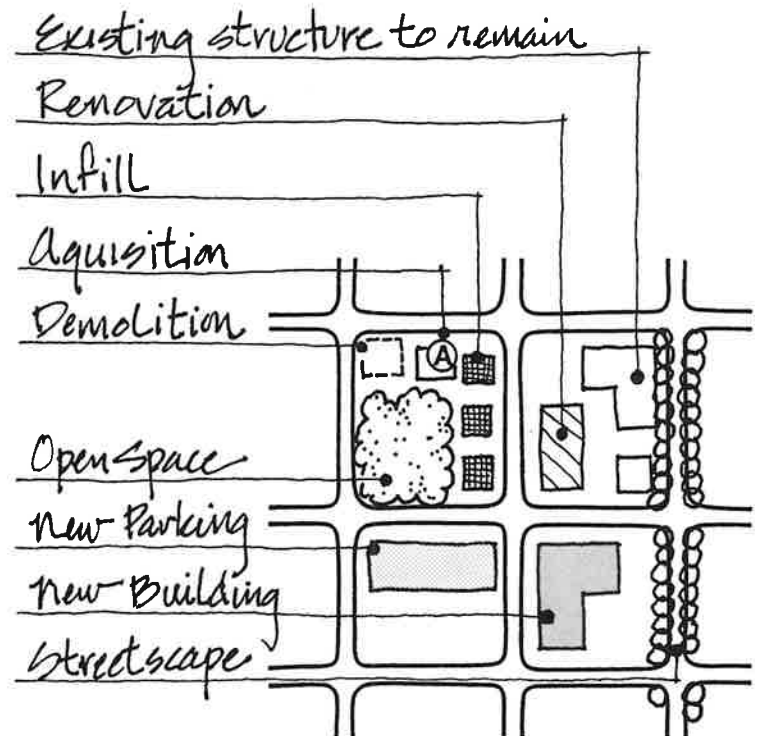 Existing structure to remain
Renovation
Infill
Aquisition
A
Demolition
Open Space
New Parking
New Building
Streetscape